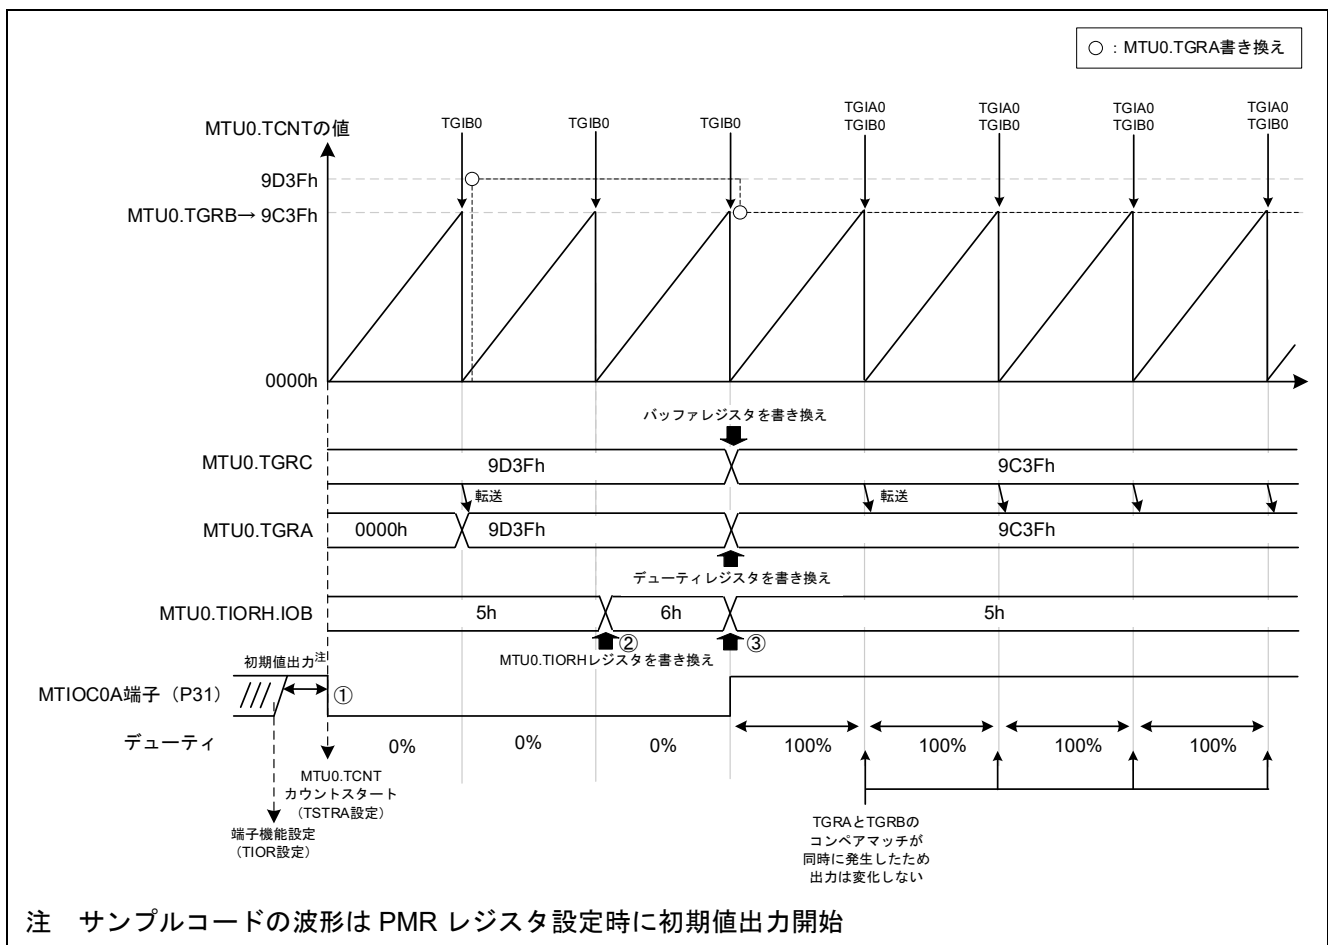 ○：MTU0.TGRA書き換え
MTU0.TCNTの値
TGIB0
TGIB0
TGIB0
TGIA0
TGIB0
TGIA0
TGIB0
TGIA0
TGIB0
TGIA0
TGIB0
9D3Fh
MTU0.TGRB→ 9C3Fh
0000h
バッファレジスタを書き換え
MTU0.TGRC
9D3Fh
9C3Fh
転送
転送
MTU0.TGRA
0000h
9D3Fh
9C3Fh
デューティレジスタを書き換え
MTU0.TIORH.IOB
5h
6h
5h
②
③
MTU0.TIORHレジスタを書き換え
初期値出力注
MTIOC0A端子（P31）
①
デューティ
0%
0%
0%
100%
100%
100%
100%
MTU0.TCNT
カウントスタート
（TSTRA設定）
端子機能設定
（TIOR設定）
TGRAとTGRBの
コンペアマッチが
同時に発生したため
出力は変化しない
注　サンプルコードの波形は PMR レジスタ設定時に初期値出力開始